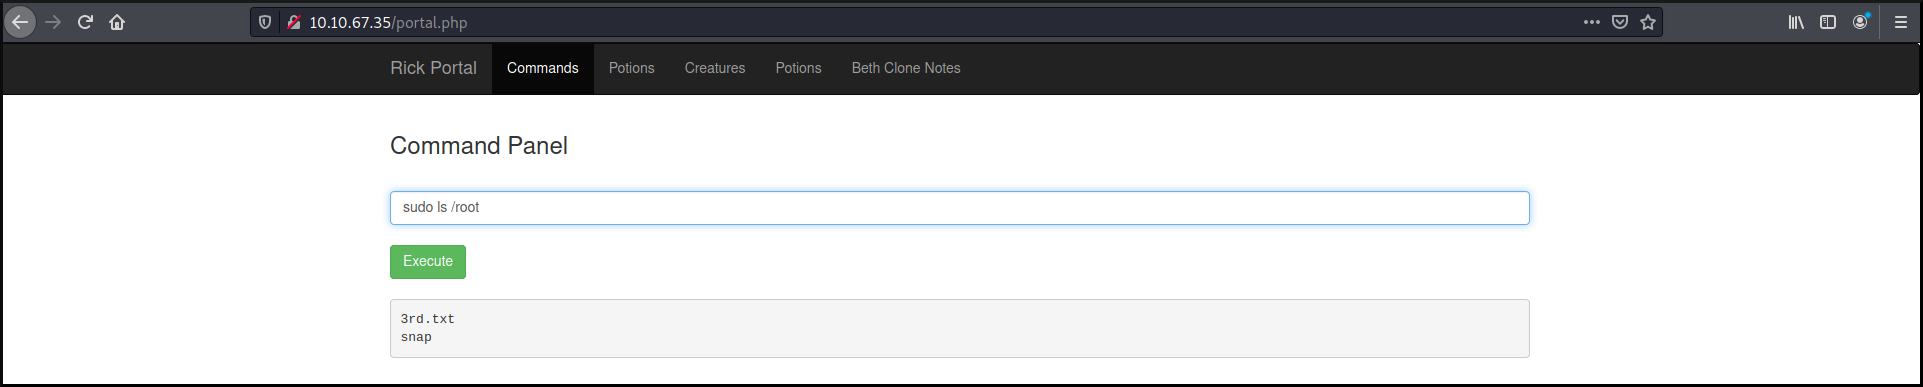 10.10.67.35/portal.php
Rick Portal Commands Potions Creatures Potions Beth Clone Notes
Command Panel
sudo ls /root
Execute
3rd.txt
snap